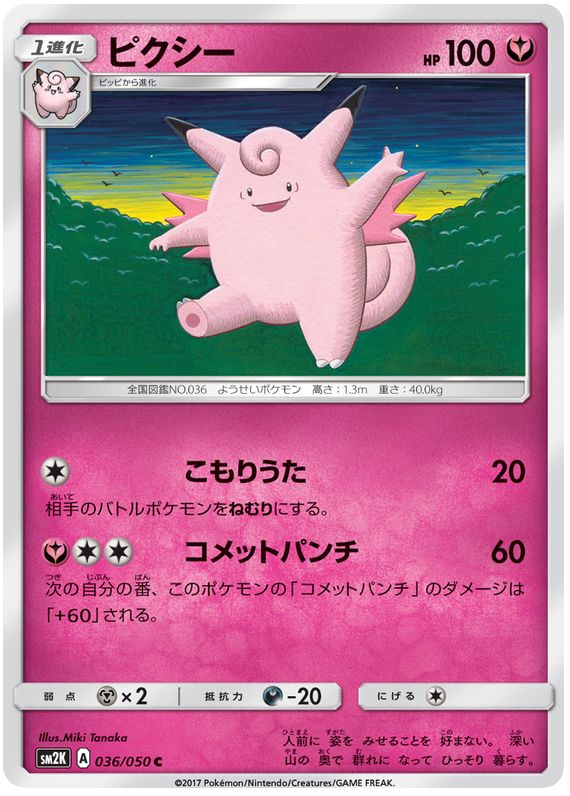 1進化
ピクシー
HP 100
ピッピから進化
全国図鑑NO.036 ようせいポケモン 高さ:1.3m 重さ:40.0kg
こもりうた 20
相手のバトルポケモンをねむりにする。
コメットパンチ 60
次の自分の番、このポケモンの「コメットパンチ」のダメージは
「+60」される。
弱点 ×2 抵抗力 -20 にげる
Illus.Miki Tanaka
SM2K A 036/050 C
人前に 姿を みせることを 好まない。深い
山の 奥で 群れに なって ひっそり 暮らす。
©2017 Pokémon/Nintendo/Creatures/GAME FREAK.